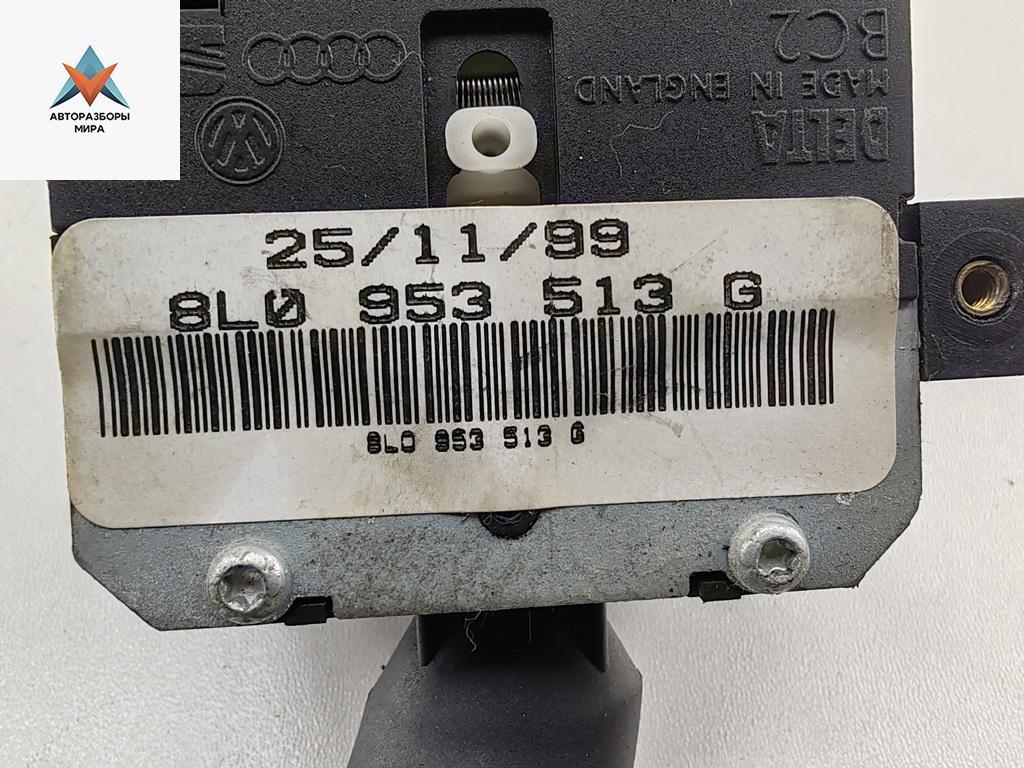 АВТОРАЗБОРЫ
МИРА
BC2
MADE IN ENGLAND
DELTA
25/11/99
8L0 953 513 G
8L0 953 513 G